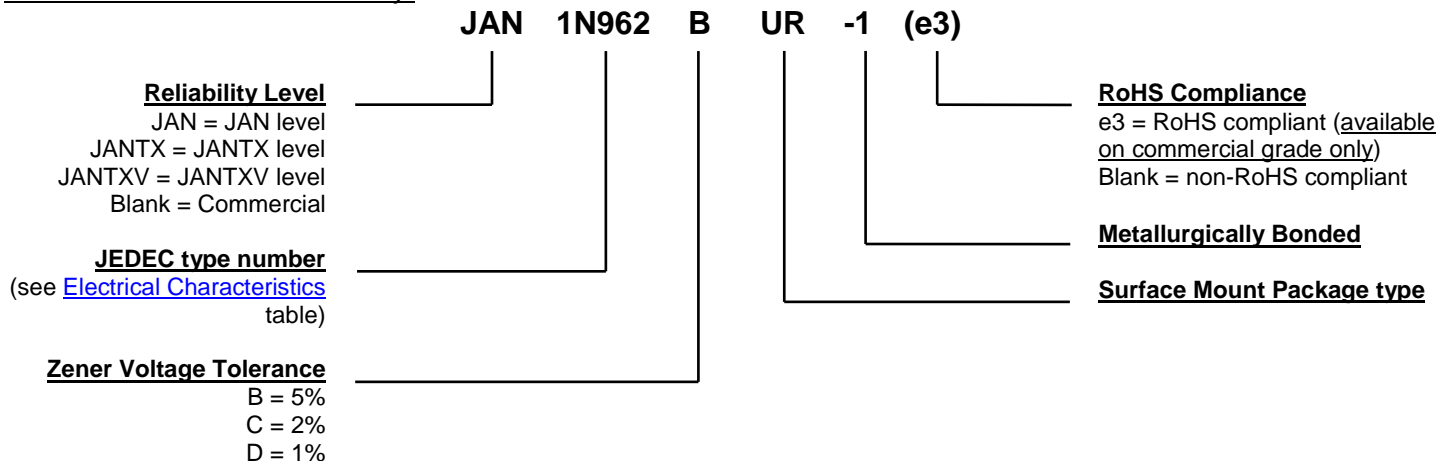 JAN 1N962 B UR -1 (e3)
Reliability Level
JAN = JAN level
JANTX = JANTX level
JANTXV = JANTXV level
Blank = Commercial
JEDEC type number
(see Electrical Characteristics
table)
Zener Voltage Tolerance
B = 5%
C = 2%
D = 1%
RoHS Compliance
e3 = RoHS compliant (available
on commercial grade only)
Blank = non-RoHS compliant
Metallurgically Bonded
Surface Mount Package type